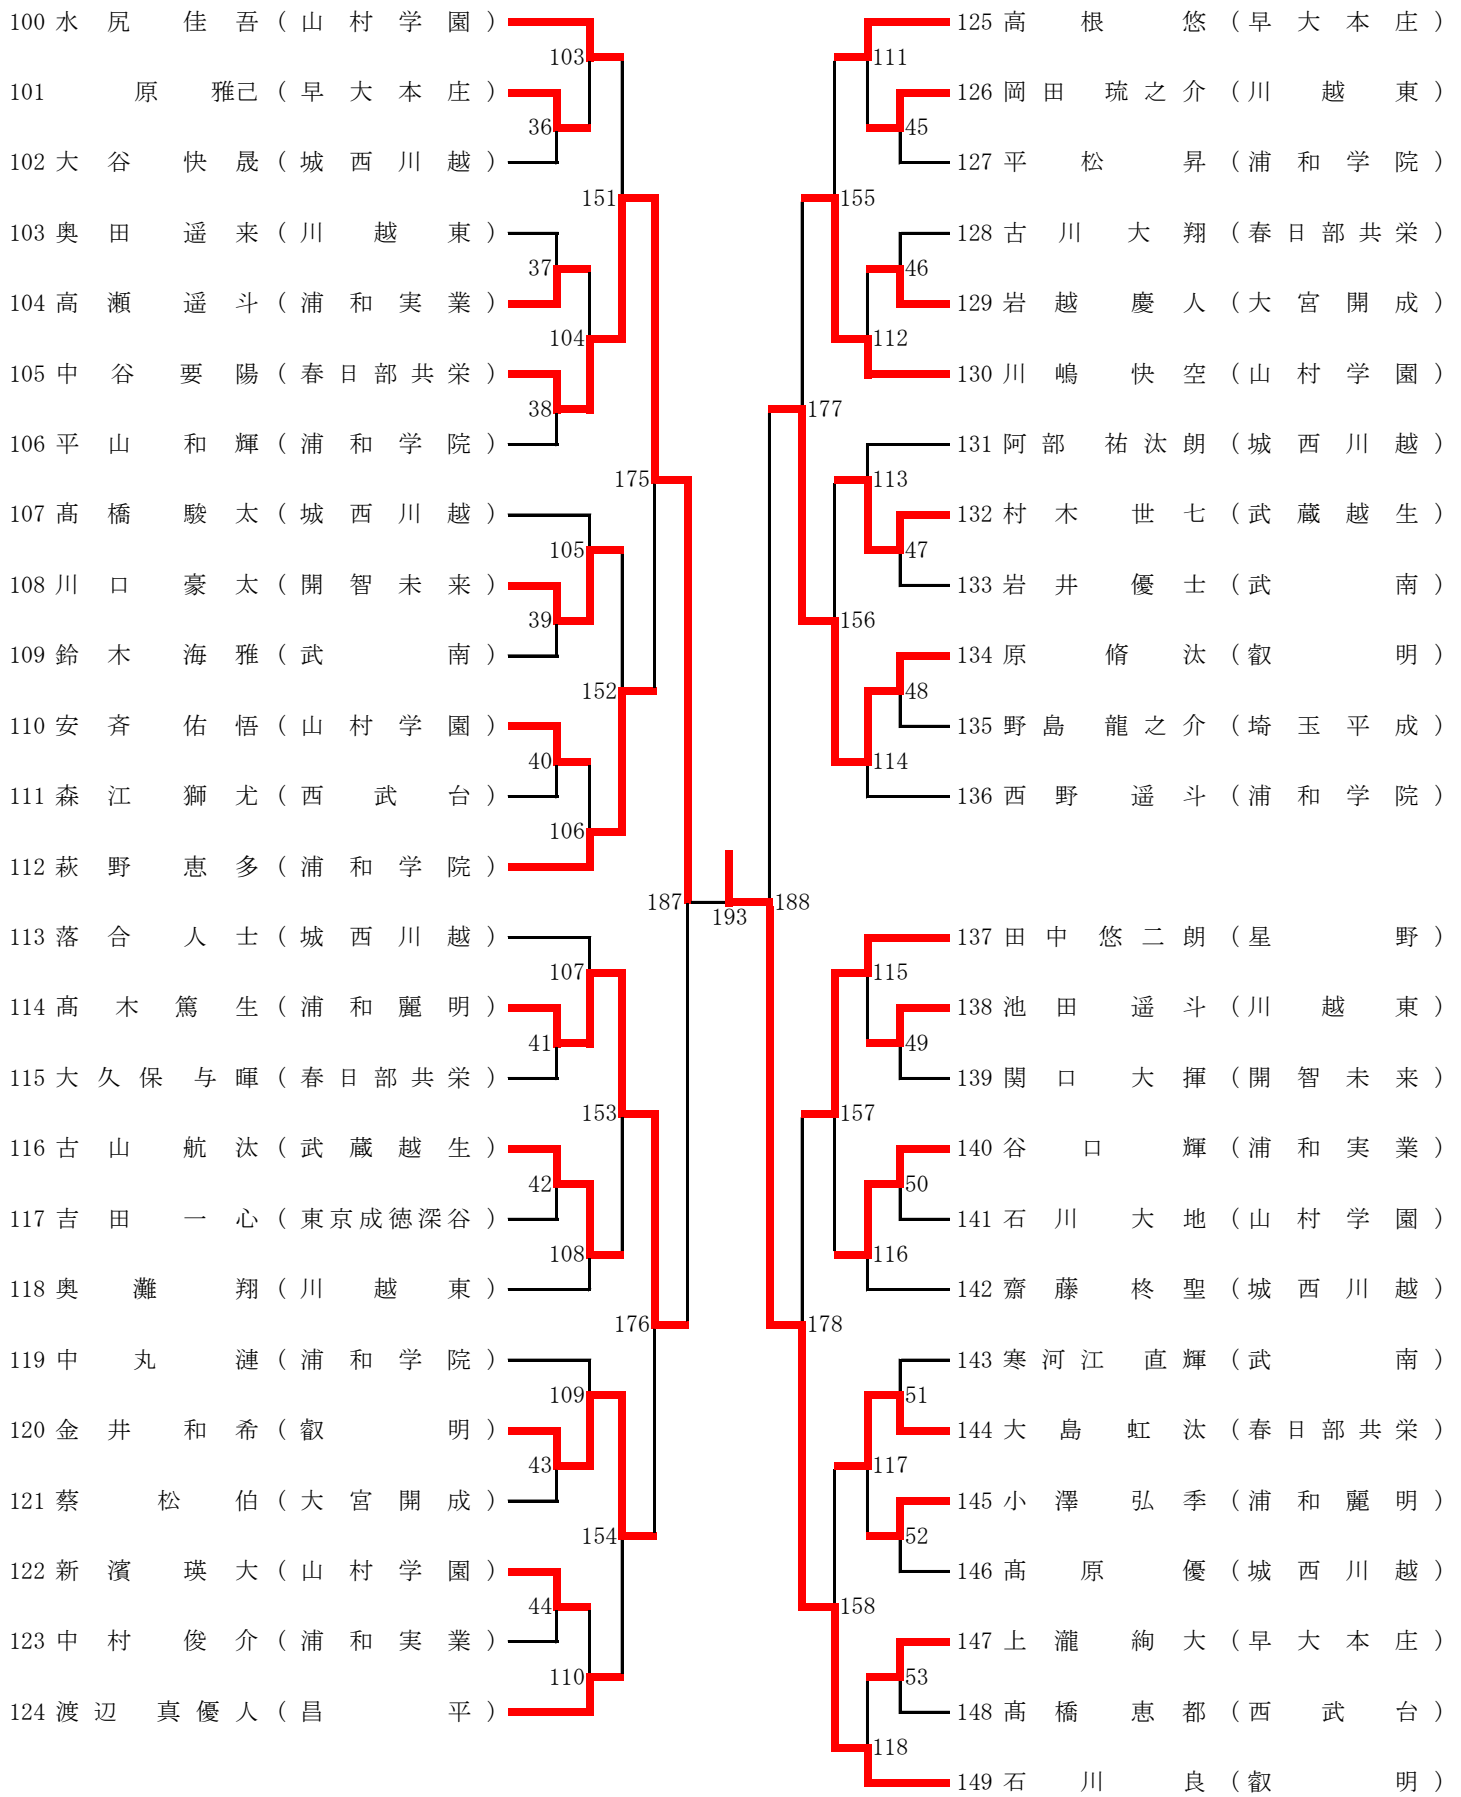 100 水尻 佳吾 (山村学園)
103
101 原 雅己 (早大本庄)
36
102 大谷 快晟 (城西川越)
151
103 奥田 遥来 (川越東)
37
104 高瀬 遥斗 (浦和実業)
104
105 中谷 要陽 (春日部共栄)
38
106 平山 和輝 (浦和学院)
175
107 髙橋 駿太 (城西川越)
105
108 川口 豪太 (開智未来)
39
109 鈴木 海雅 (武南)
152
110 安斉 佑悟 (山村学園)
40
111 森江 獅尤 (西武台)
106
112 萩野 恵多 (浦和学院)
187
193
188
113 落合 人士 (城西川越)
107
114 髙木 篤生 (浦和麗明)
41
115 大久保 与暉 (春日部共栄)
153
116 古山 航汰 (武蔵越生)
42
117 吉田 一心 (東京成徳深谷)
108
118 奥灘 翔 (川越東)
176
119 中丸 漣 (浦和学院)
109
120 金井 和希 (叡明)
43
121 蔡 松伯 (大宮開成)
154
122 新濱 瑛大 (山村学園)
44
123 中村 俊介 (浦和実業)
110
124 渡辺 真優人 (昌平)
125 高根 悠 (早大本庄)
111
126 岡田 琉之介 (川越東)
45
127 平松 昇 (浦和学院)
155
128 古川 大翔 (春日部共栄)
46
129 岩越 慶人 (大宮開成)
112
130 川嶋 快空 (山村学園)
177
131 阿部 祐汰朗 (城西川越)
113
132 村木 世七 (武蔵越生)
47
133 岩井 優士 (武南)
156
134 原 脩汰 (叡明)
48
135 野島 龍之介 (埼玉平成)
114
136 西野 遥斗 (浦和学院)
137 田中 悠二朗 (星野)
115
138 池田 遥斗 (川越東)
49
139 関口 大揮 (開智未来)
157
140 谷口 輝 (浦和実業)
50
141 石川 大地 (山村学園)
116
142 齋藤 柊聖 (城西川越)
178
143 寒河江 直輝 (武南)
51
144 大島 虹汰 (春日部共栄)
117
145 小澤 弘季 (浦和麗明)
52
146 髙原 優 (城西川越)
158
147 上瀧 絢大 (早大本庄)
53
148 髙橋 恵都 (西武台)
118
149 石川 良 (叡明)